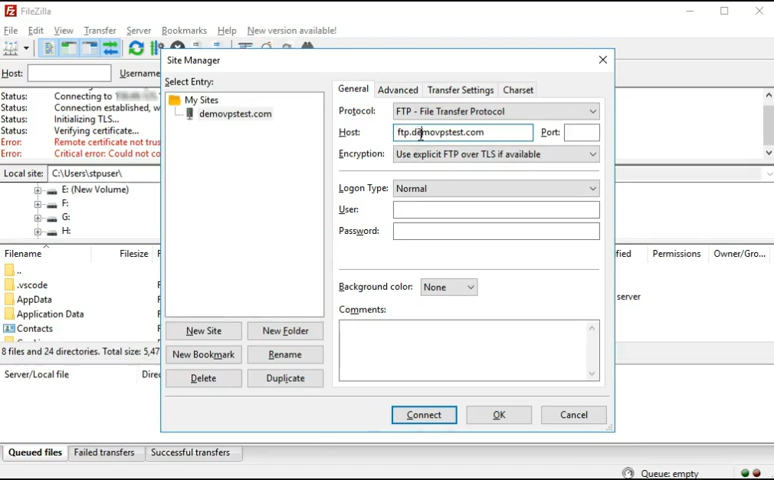 FileZilla
File Edit View Transfer Server Bookmarks Help New version available!
Host: Username
Site Manager
Select Entry:
My Sites
demovpstest.com
New Site New Folder
New Bookmark Rename
Delete Duplicate
General Advanced Transfer Settings Charset
Protocol: FTP - File Transfer Protocol
Host: ftp.demovpstest.com Port:
Encryption: Use explicit FTP over TLS if available
Logon Type: Normal
User:
Password:
Background color: None
Comments:
Connect OK Cancel
Status: Connecting to
Status: Connection established, w
Status: Initializing TLS...
Status: Verifying certificate...
Error: Remote certificate not trus
Error: Critical error: Could not co
Local site: C:\Users\stpuser\
E: (New Volume)
F:
G:
H:
Filename Filesize F
..
.vscode F
AppData F
Application Data F
Contacts F
8 files and 24 directories. Total size: 5,47
Server/Local file Direc
fied Permissions Owner/Gro...
server
Queued files Failed transfers Successful transfers
Queue: empty